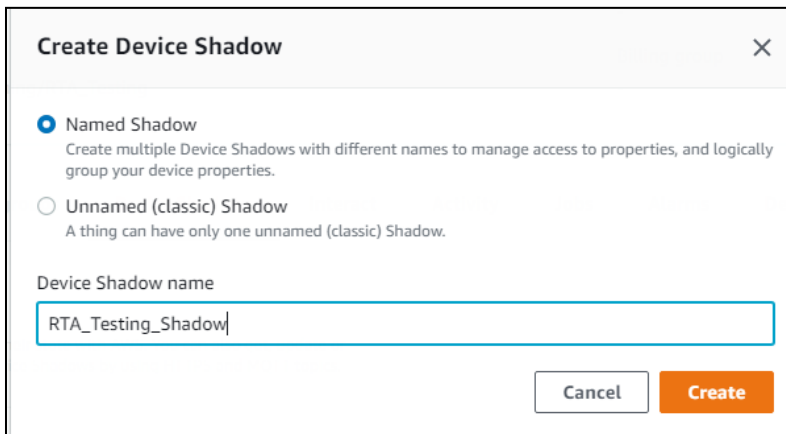 Create Device Shadow
Named Shadow
Create multiple Device Shadows with different names to manage access to properties, and logically
group your device properties.
Unnamed (classic) Shadow
A thing can have only one unnamed (classic) Shadow.
Device Shadow name
RTA_Testing_Shadow
Cancel Create